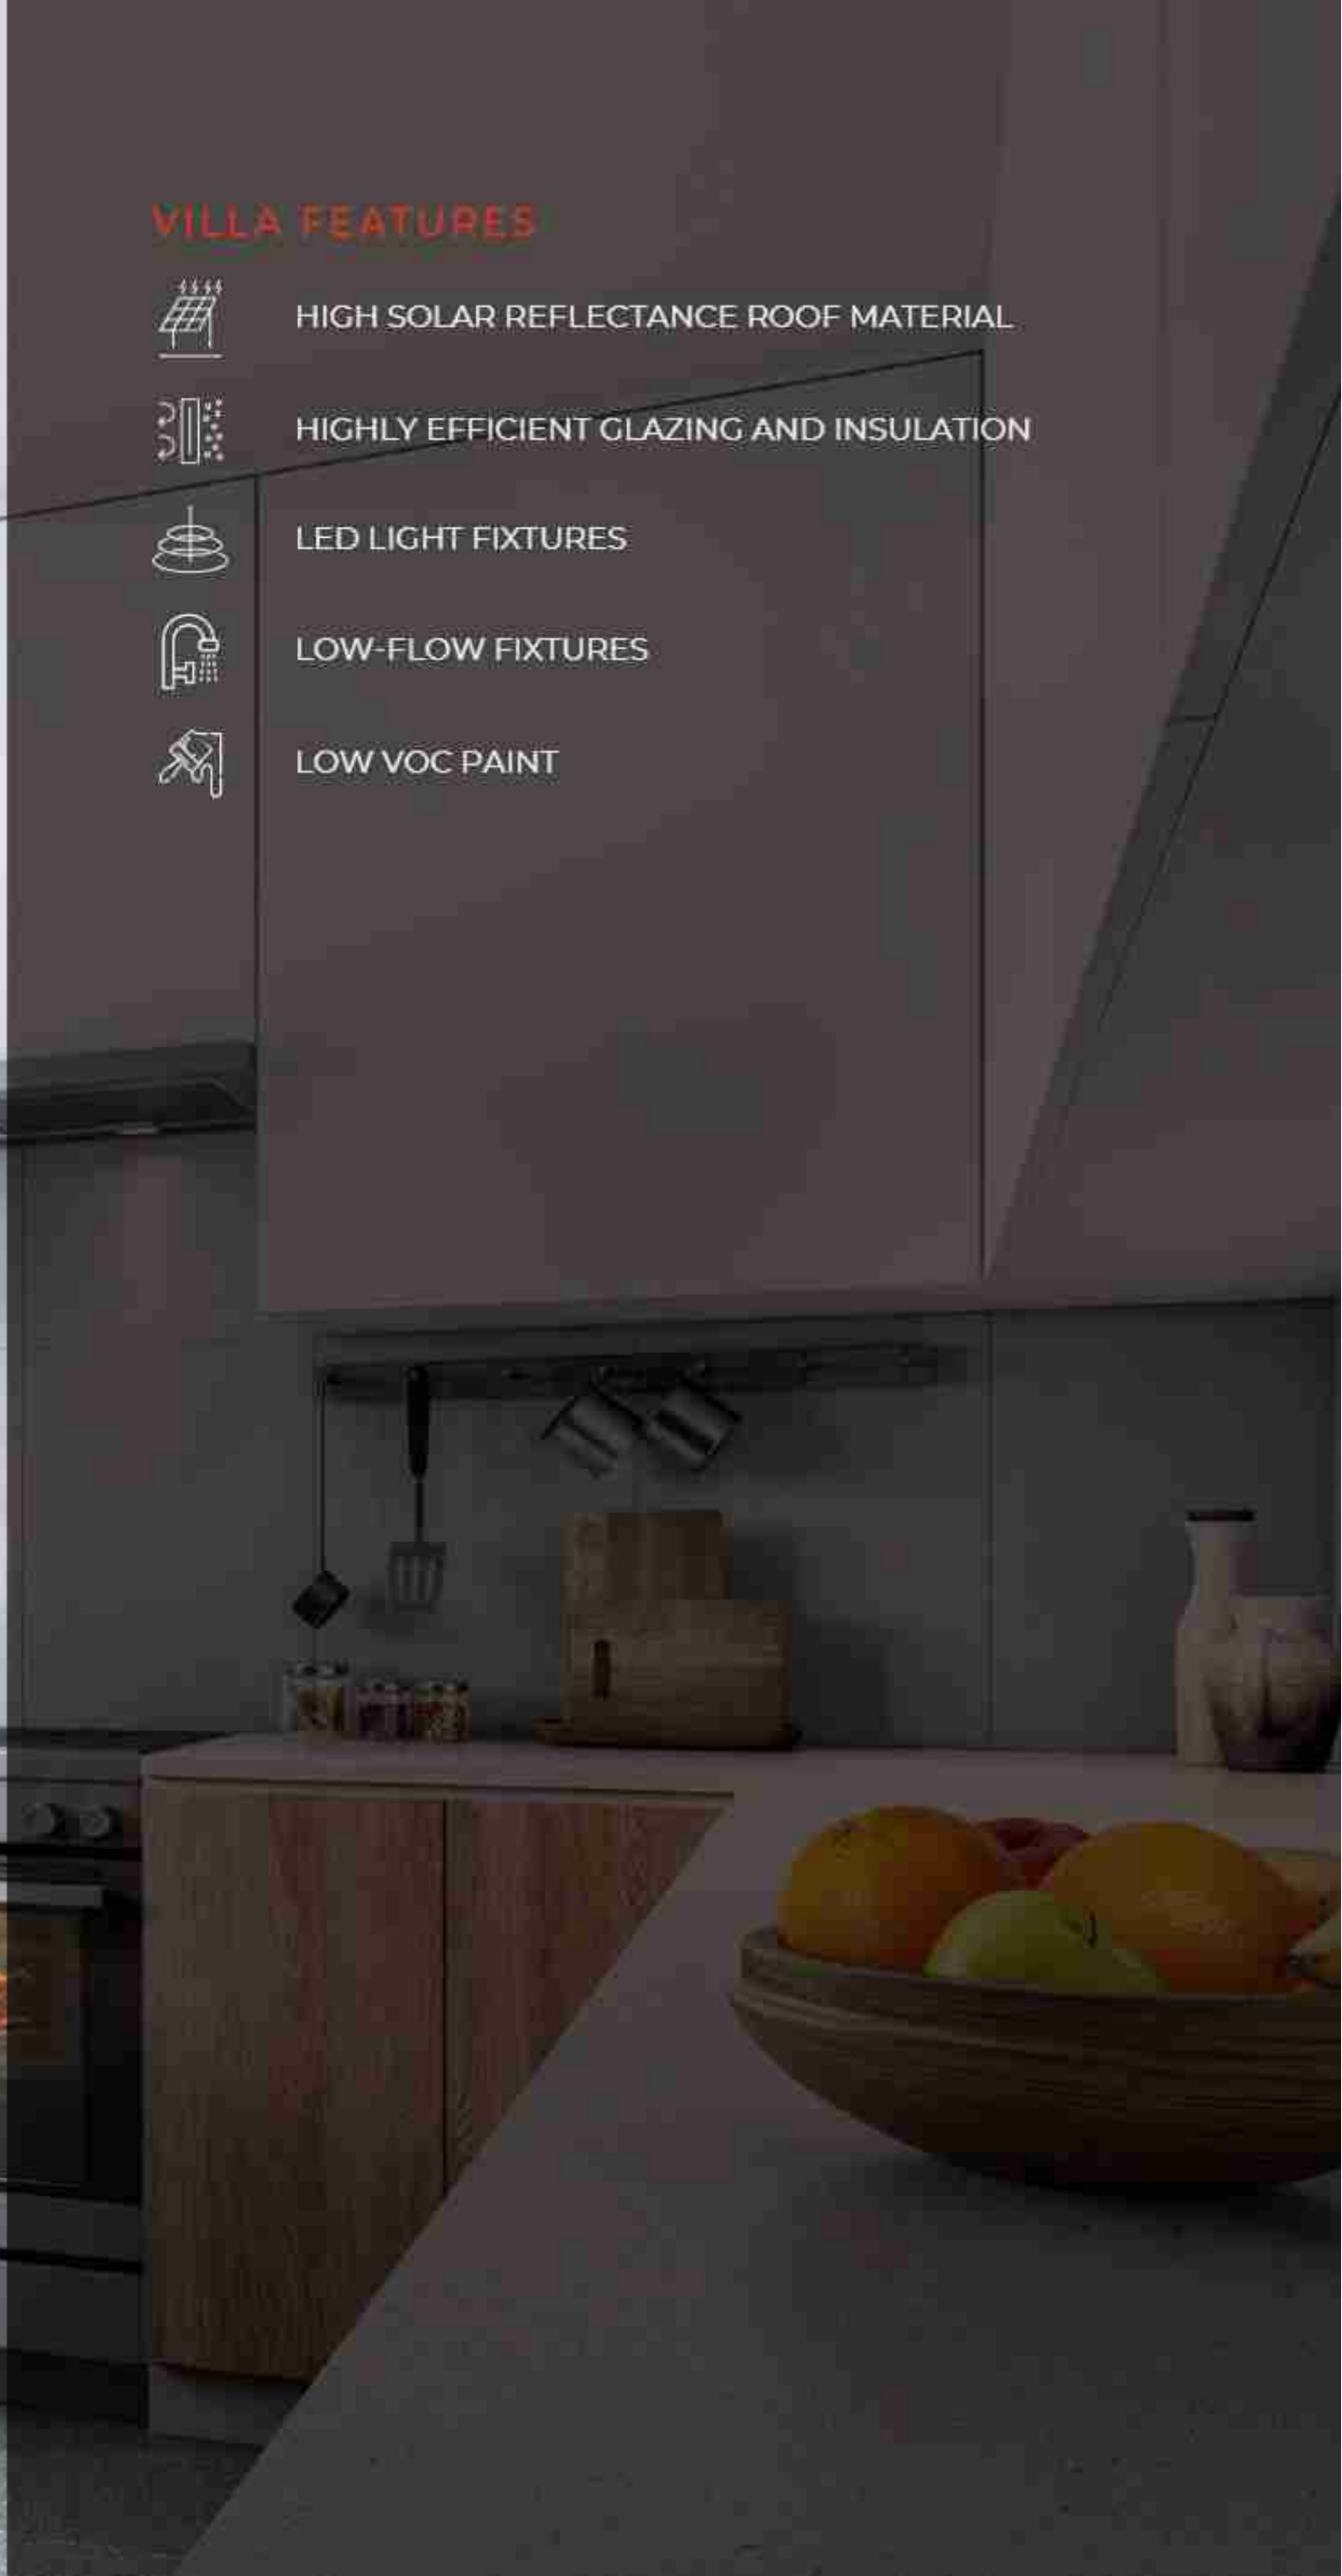 VILLA FEATURES
HIGH SOLAR REFLECTANCE ROOF MATERIAL
HIGHLY EFFICIENT GLAZING AND INSULATION
LED LIGHT FIXTURES
LOW-FLOW FIXTURES
LOW VOC PAINT